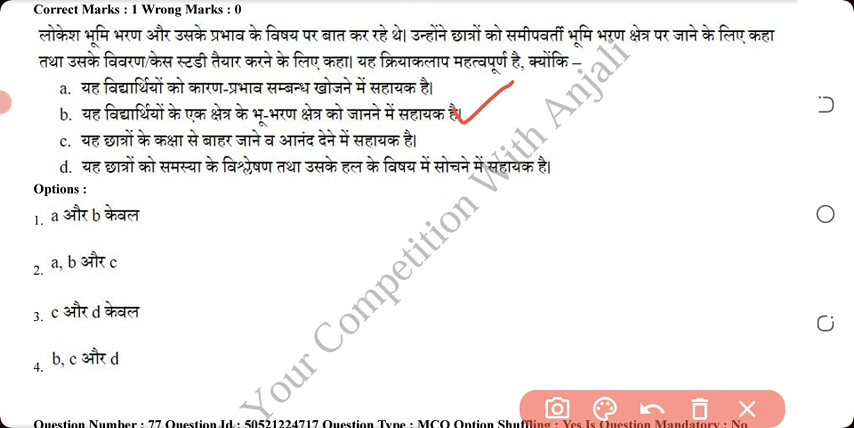 Correct Marks : 1 Wrong Marks : 0
लोकेश भूमि भरण और उसके प्रभाव के विषय पर बात कर रहे थे। उन्होंने छात्रों को समीपवर्ती भूमि भरण क्षेत्र पर जाने के लिए कहा
तथा उसके विवरण/केस स्टडी तैयार करने के लिए कहा। यह क्रियाकलाप महत्वपूर्ण है, क्योंकि –
a. यह विद्यार्थियों को कारण-प्रभाव सम्बन्ध खोजने में सहायक है।
b. यह विद्यार्थियों के एक क्षेत्र के भू-भरण क्षेत्र को जानने में सहायक है।
c. यह छात्रों के कक्षा से बाहर जाने व आनंद देने में सहायक है।
d. यह छात्रों को समस्या के विश्लेषण तथा उसके हल के विषय में सोचने में सहायक है।
Options :
1. a और b केवल
2. a, b और c
3. c और d केवल
4. b, c और d
Your Competition With Anjali
Question Number : 77 Question Id : 50521224717 Question Type : MCQ Option Shuffling : Yes Is Question Mandatory : No